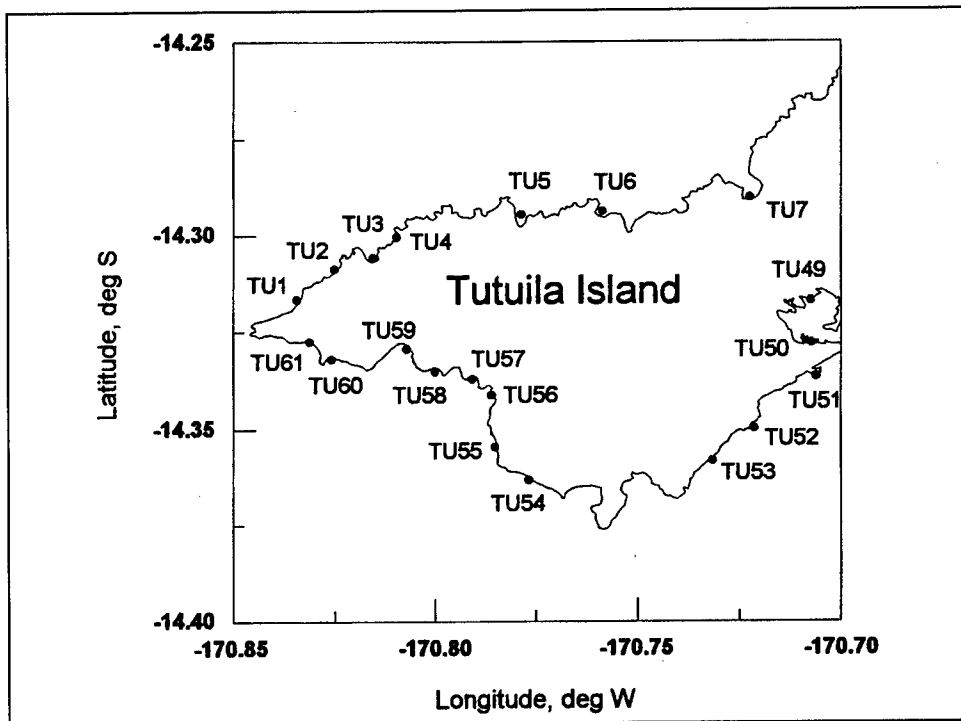 -14.25
TU5
TU6
TU7
TU3
TU4
-14.30
TU2
TU1
Tutuila Island
TU49
TU59
TU50
TU61
TU57
TU60
TU58
TU56
TU51
Latitude, deg S
-14.35
TU52
TU55
TU53
TU54
-14.40
-170.85
-170.80
-170.75
-170.70
Longitude, deg W